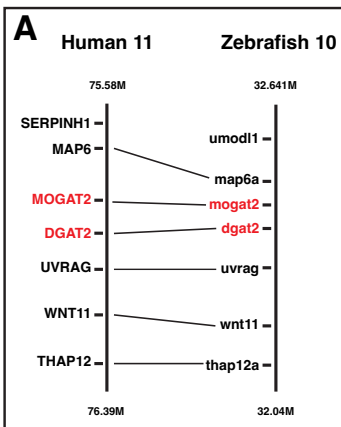 A
Human 11
Zebrafish 10
75.58M
32.641M
SERPINH1
umodl1
MAP6
map6a
MOGAT2
mogat2
DGAT2
dgat2
UVRAG
uvrag
WNT11
wnt11
THAP12
thap12a
76.39M
32.04M